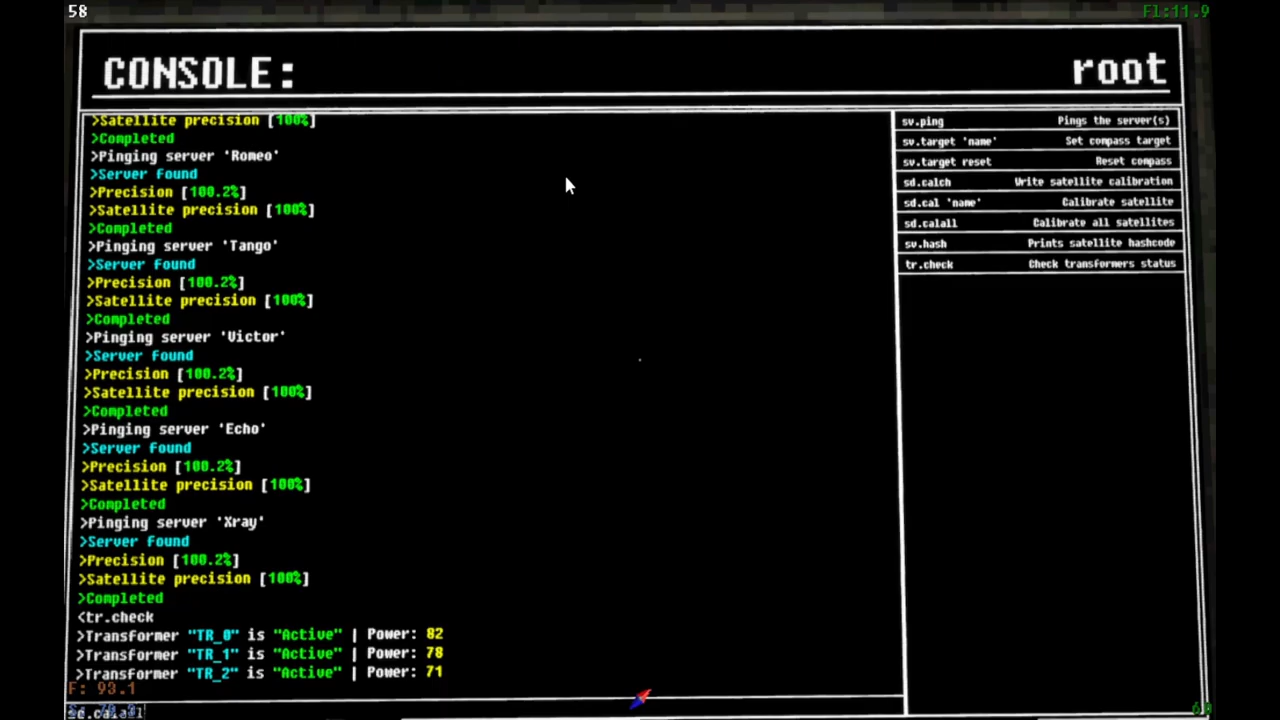 58
Fl:11.9
CONSOLE:
root
>Satellite precision [100%]
>Completed
>Pinging server 'Romeo'
>Server found
>Precision [100.2%]
>Satellite precision [100%]
>Completed
>Pinging server 'Tango'
>Server found
>Precision [100.2%]
>Satellite precision [100%]
>Completed
>Pinging server 'Victor'
>Server found
>Precision [100.2%]
>Satellite precision [100%]
>Completed
>Pinging server 'Echo'
>Server found
>Precision [100.2%]
>Satellite precision [100%]
>Completed
>Pinging server 'Xray'
>Server found
>Precision [100.2%]
>Satellite precision [100%]
>Completed
<tr.check
>Transformer "TR_0" is "Active" | Power: 82
>Transformer "TR_1" is "Active" | Power: 78
>Transformer "TR_2" is "Active" | Power: 71
F: 93.1
sv.ping Pings the server(s)
sv.target 'name' Set compass target
sv.target reset Reset compass
sd.calch Write satellite calibration
sd.cal 'name' Calibrate satellite
sd.calall Calibrate all satellites
sv.hash Prints satellite hashcode
tr.check Check transformers status